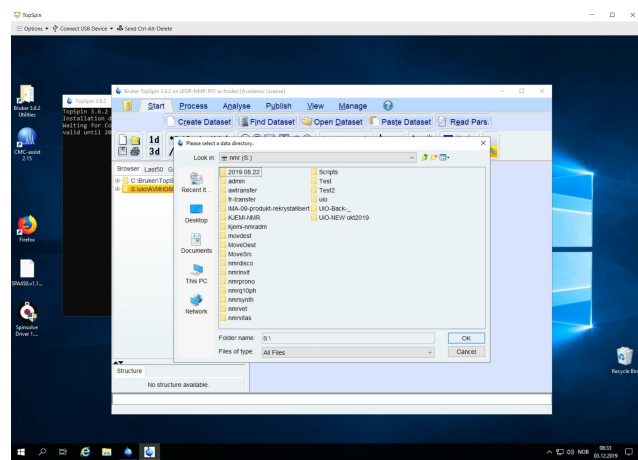 TopSpin
Options Connect USB Device Send Ctrl-Alt-Delete
Bruker 3.6.2
Utilities
CMC-assist
2.15
Firefox
SPA450.v1.1...
Spinsolve
Driver 1....
Recycle Bin
TopSpin 3.6.2
TopSpin 3.6.2
Installation d
Waiting for Co
valid until 20
Bruker TopSpin 3.6.2 on UIOP-NMR-P01 as froder [Academic License]
Start Process Analyse Publish View Manage
Create Dataset Find Dataset Open Dataset Paste Dataset Read Pars.
1d
3d
Browser Last50
C:\Bruker\TopS
Structure
No structure available.
Please select a data directory.
Look in: nmr (S:)
Recent It...
Desktop
Documents
This PC
Network
2019.08.22
admin
awtransfer
fr-transfer
IMA-09-produkt-rekrystallisert
KJEMI-NMR
kjemi-nmradm
movdest
MoveDest
MoveSrc
nmrdisco
nmrinvit
nmrprono
nmrq10ph
nmrsynth
nmrvet
nmrvitas
Scripts
Test
Test2
uio
UIO-Back-_
UIO-NEW okt2019
Folder name: S:\
Files of type: All Files
OK
Cancel
NOB
08:33
03.12.2019